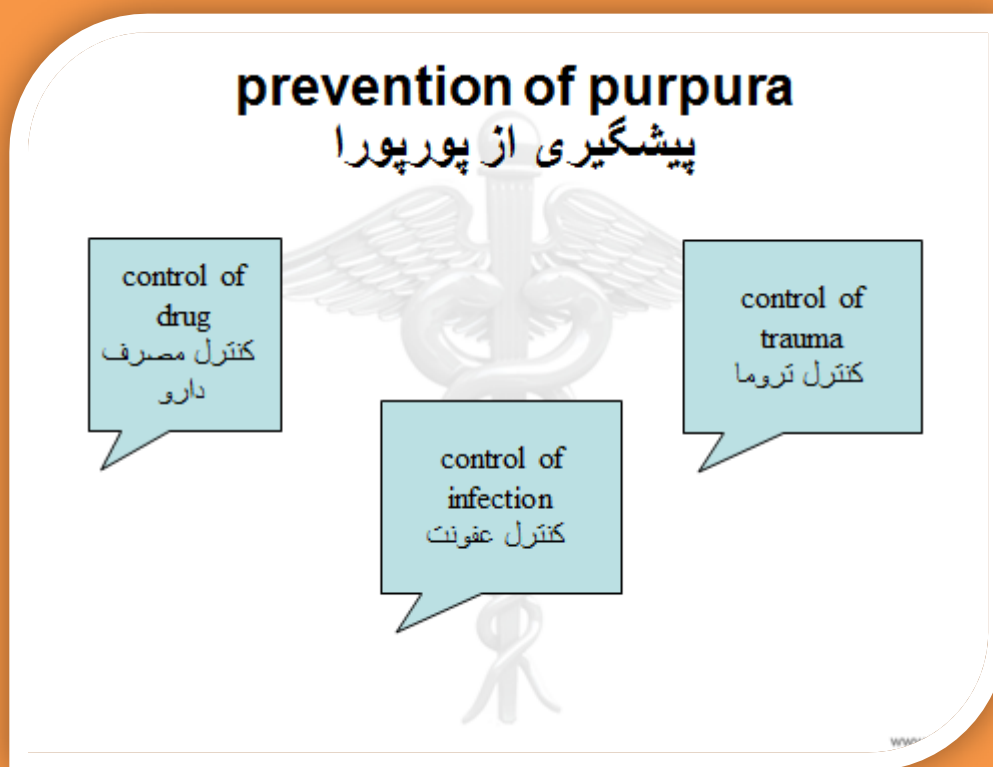 prevention of purpura
پیشگیری از پورپورا
control of
drug
کنترل مصرف
دارو
control of
infection
کنترل عفونت
control of
trauma
کنترل تروما